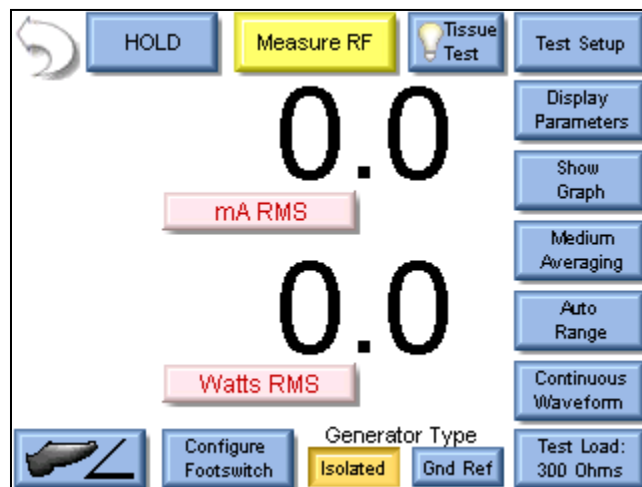 HOLD
Measure RF
Tissue
Test
Test Setup
0.0
mA RMS
0.0
Watts RMS
Display
Parameters
Show
Graph
Medium
Averaging
Auto
Range
Continuous
Waveform
Configure
Footswitch
Generator Type
Isolated
Gnd Ref
Test Load:
300 Ohms